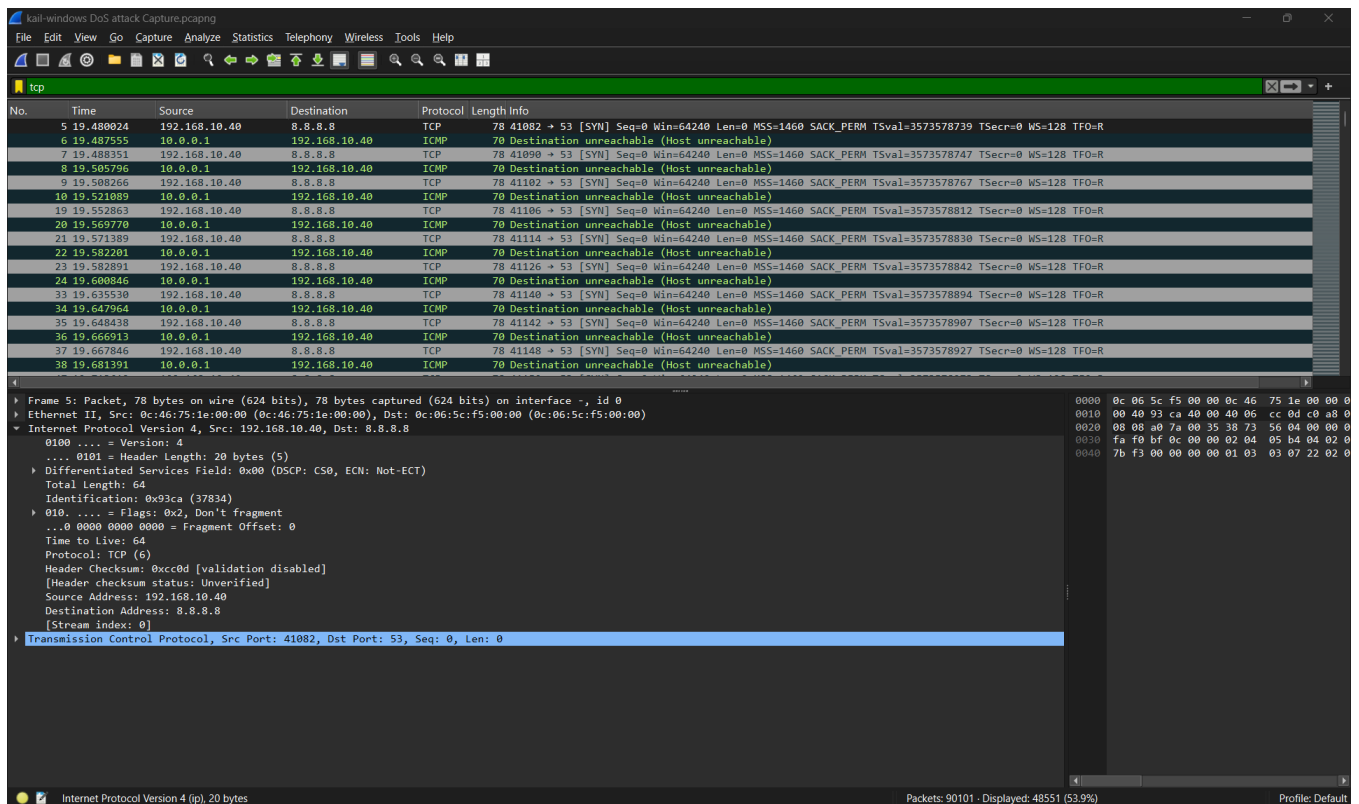 kail-windows DoS attack Capture.pcapng
File Edit View Go Capture Analyze Statistics Telephony Wireless Tools Help
tcp
No. Time Source Destination Protocol Length Info
5 19.480024 192.168.10.40 8.8.8.8 TCP 78 41082 → 53 [SYN] Seq=0 Win=64240 Len=0 MSS=1460 SACK_PERM TSval=3573578739 TSecr=0 WS=128 TFO=R
6 19.487555 10.0.0.1 192.168.10.40 ICMP 70 Destination unreachable (Host unreachable)
7 19.488351 192.168.10.40 8.8.8.8 TCP 78 41090 → 53 [SYN] Seq=0 Win=64240 Len=0 MSS=1460 SACK_PERM TSval=3573578747 TSecr=0 WS=128 TFO=R
8 19.505796 10.0.0.1 192.168.10.40 ICMP 70 Destination unreachable (Host unreachable)
9 19.508266 192.168.10.40 8.8.8.8 TCP 78 41102 → 53 [SYN] Seq=0 Win=64240 Len=0 MSS=1460 SACK_PERM TSval=3573578767 TSecr=0 WS=128 TFO=R
10 19.521089 10.0.0.1 192.168.10.40 ICMP 70 Destination unreachable (Host unreachable)
19 19.552863 192.168.10.40 8.8.8.8 TCP 78 41106 → 53 [SYN] Seq=0 Win=64240 Len=0 MSS=1460 SACK_PERM TSval=3573578812 TSecr=0 WS=128 TFO=R
20 19.569770 10.0.0.1 192.168.10.40 ICMP 70 Destination unreachable (Host unreachable)
21 19.571389 192.168.10.40 8.8.8.8 TCP 78 41114 → 53 [SYN] Seq=0 Win=64240 Len=0 MSS=1460 SACK_PERM TSval=3573578830 TSecr=0 WS=128 TFO=R
22 19.582201 10.0.0.1 192.168.10.40 ICMP 70 Destination unreachable (Host unreachable)
23 19.582891 192.168.10.40 8.8.8.8 TCP 78 41126 → 53 [SYN] Seq=0 Win=64240 Len=0 MSS=1460 SACK_PERM TSval=3573578842 TSecr=0 WS=128 TFO=R
24 19.600846 10.0.0.1 192.168.10.40 ICMP 70 Destination unreachable (Host unreachable)
33 19.635530 192.168.10.40 8.8.8.8 TCP 78 41140 → 53 [SYN] Seq=0 Win=64240 Len=0 MSS=1460 SACK_PERM TSval=3573578894 TSecr=0 WS=128 TFO=R
34 19.647964 10.0.0.1 192.168.10.40 ICMP 70 Destination unreachable (Host unreachable)
35 19.648438 192.168.10.40 8.8.8.8 TCP 78 41142 → 53 [SYN] Seq=0 Win=64240 Len=0 MSS=1460 SACK_PERM TSval=3573578907 TSecr=0 WS=128 TFO=R
36 19.666913 10.0.0.1 192.168.10.40 ICMP 70 Destination unreachable (Host unreachable)
37 19.667846 192.168.10.40 8.8.8.8 TCP 78 41148 → 53 [SYN] Seq=0 Win=64240 Len=0 MSS=1460 SACK_PERM TSval=3573578927 TSecr=0 WS=128 TFO=R
38 19.681391 10.0.0.1 192.168.10.40 ICMP 70 Destination unreachable (Host unreachable)
Frame 5: Packet, 78 bytes on wire (624 bits), 78 bytes captured (624 bits) on interface -, id 0
Ethernet II, Src: 0c:46:75:1e:00:00 (0c:46:75:1e:00:00), Dst: 0c:06:5c:f5:00:00 (0c:06:5c:f5:00:00)
Internet Protocol Version 4, Src: 192.168.10.40, Dst: 8.8.8.8
0100 .... = Version: 4
.... 0101 = Header Length: 20 bytes (5)
Differentiated Services Field: 0x00 (DSCP: CS0, ECN: Not-ECT)
Total Length: 64
Identification: 0x93ca (37834)
010. .... = Flags: 0x2, Don't fragment
...0 0000 0000 0000 = Fragment Offset: 0
Time to Live: 64
Protocol: TCP (6)
Header Checksum: 0xcc0d [validation disabled]
[Header checksum status: Unverified]
Source Address: 192.168.10.40
Destination Address: 8.8.8.8
[Stream index: 0]
Transmission Control Protocol, Src Port: 41082, Dst Port: 53, Seq: 0, Len: 0
0000 0c 06 5c f5 00 00 0c 46 75 1e 00 00 0
0010 00 40 93 ca 40 00 40 06 cc 0d c0 a8 0
0020 08 08 a0 7a 00 35 38 73 56 04 00 00 0
0030 fa f0 bf 0c 00 00 02 04 05 b4 04 02 0
0040 7b f3 00 00 00 00 01 03 03 07 22 02 0
Internet Protocol Version 4 (ip), 20 bytes
Packets: 90101 · Displayed: 48551 (53.9%)
Profile: Default